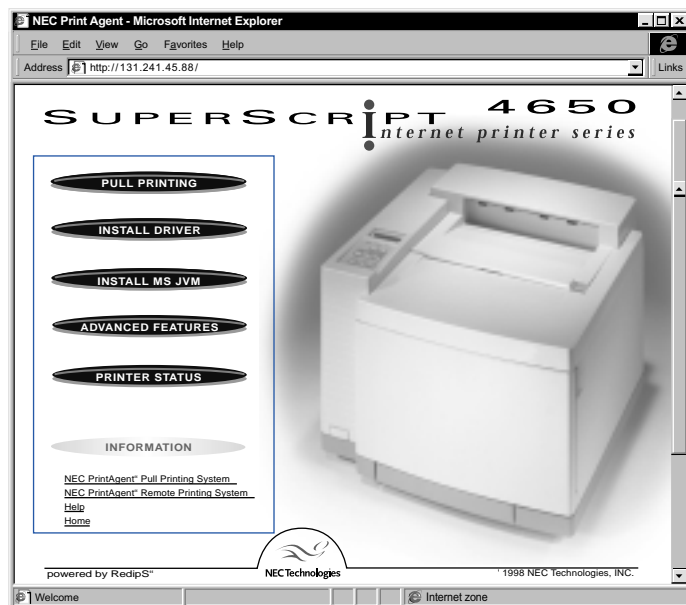 NEC Print Agent - Microsoft Internet Explorer
File Edit View Go Favorites Help
Address http://131.241.45.88/ Links
SUPERSCRIPT 4650
internet printer series
PULL PRINTING
INSTALL DRIVER
INSTALL MS JVM
ADVANCED FEATURES
PRINTER STATUS
INFORMATION
NEC PrintAgent" Pull Printing System
NEC PrintAgent" Remote Printing System
Help
Home
powered by RedipS" NEC Technologies ' 1998 NEC Technologies, INC.
Welcome Internet zone